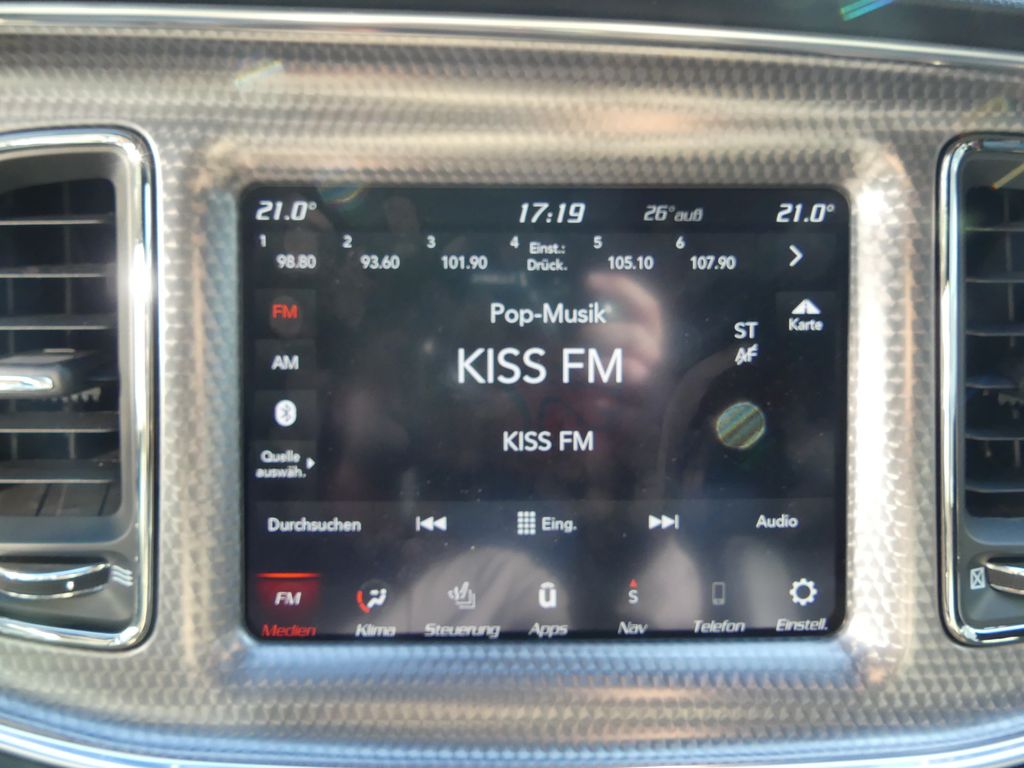 21.0° 17:19 26°auß 21.0°
1 2 3 4 Einst.: 5 6
98.80 93.60 101.90 Drück. 105.10 107.90
FM Pop-Musik Karte
ST
AM KISS FM AF
KISS FM
Quelle
auswäh.
Durchsuchen Eing. Audio
FM ū S
Medien Klima Steuerung Apps Nav Telefon Einstell.